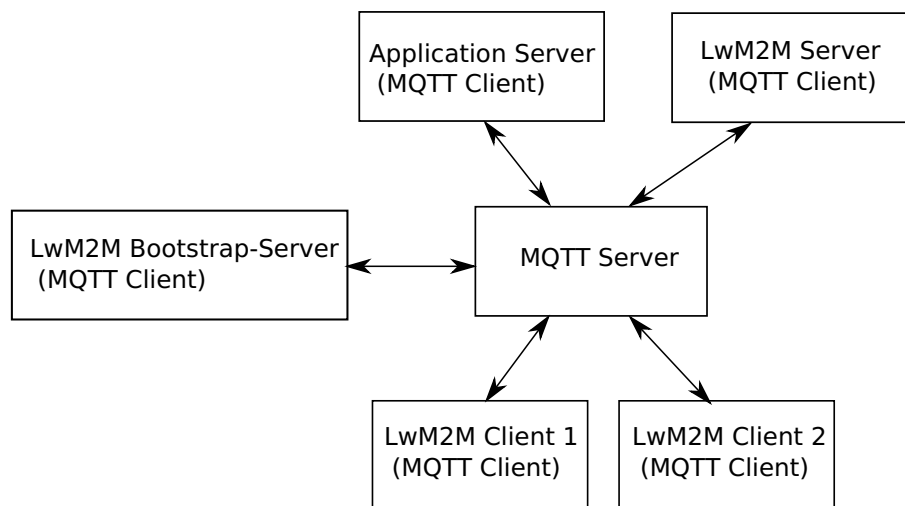 Application Server
(MQTT Client)
LwM2M Server
(MQTT Client)
LwM2M Bootstrap-Server
(MQTT Client)
MQTT Server
LwM2M Client 1
(MQTT Client)
LwM2M Client 2
(MQTT Client)